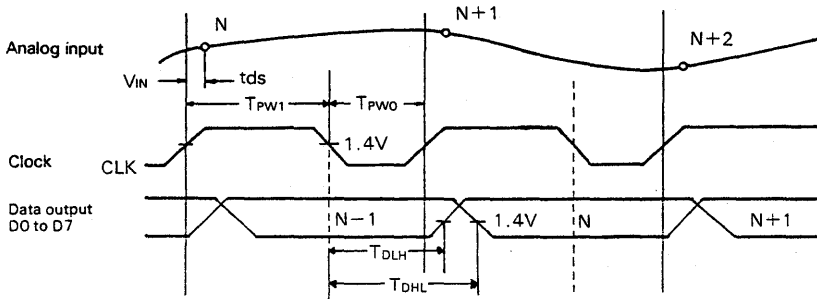 N
N+1
N+2
Analog input
VIN
tds
TPW1
TPW0
1.4V
Clock
CLK
Data output
D0 to D7
N−1
1.4V
N
N+1
TDLH
TDHL